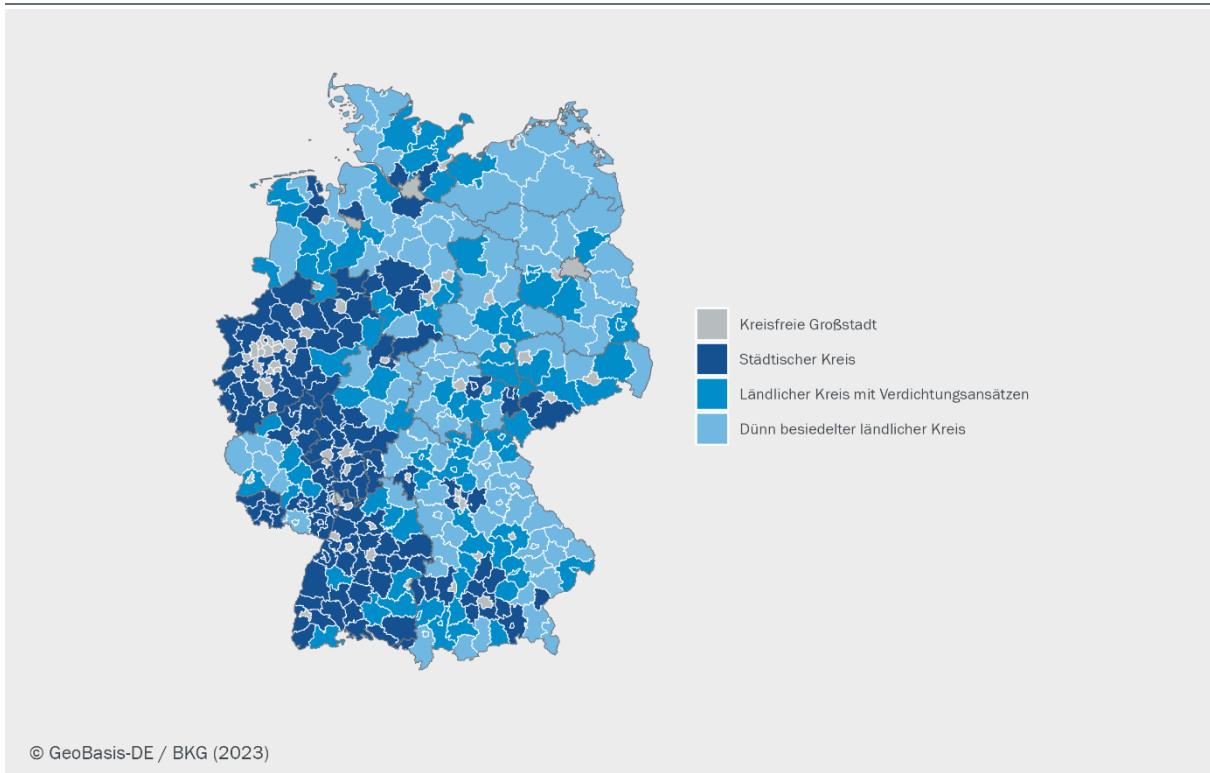 Kreisfreie Großstadt
Städtischer Kreis
Ländlicher Kreis mit Verdichtungsansätzen
Dünn besiedelter ländlicher Kreis
© GeoBasis-DE / BKG (2023)